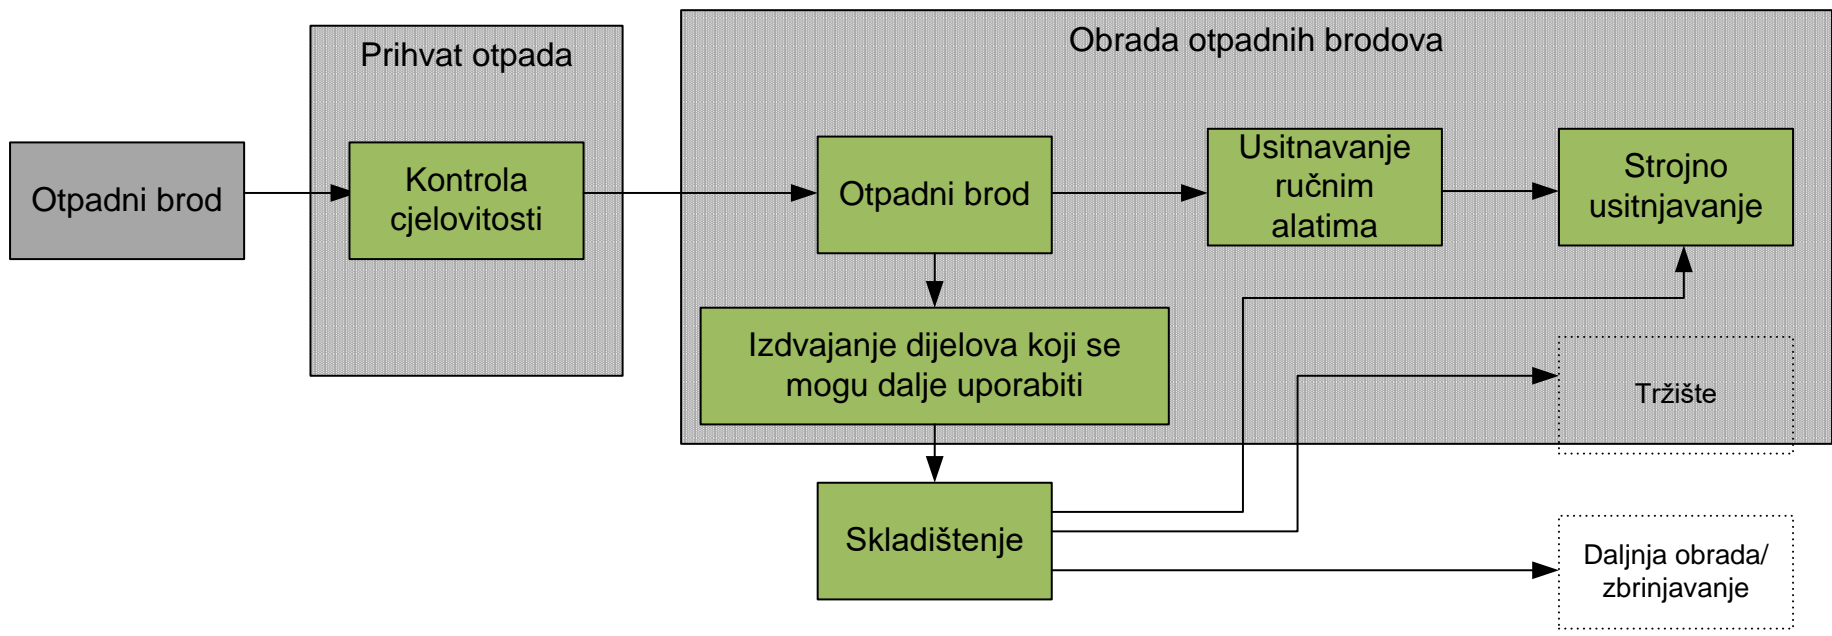 Prihvat otpada
Obrada otpadnih brodova
Otpadni brod
Kontrola
cjelovitosti
Otpadni brod
Usitnavanje
ručnim
alatima
Strojno
usitnjavanje
Izdvajanje dijelova koji se
mogu dalje uporabiti
Tržište
Skladištenje
Daljnja obrada/
zbrinjavanje